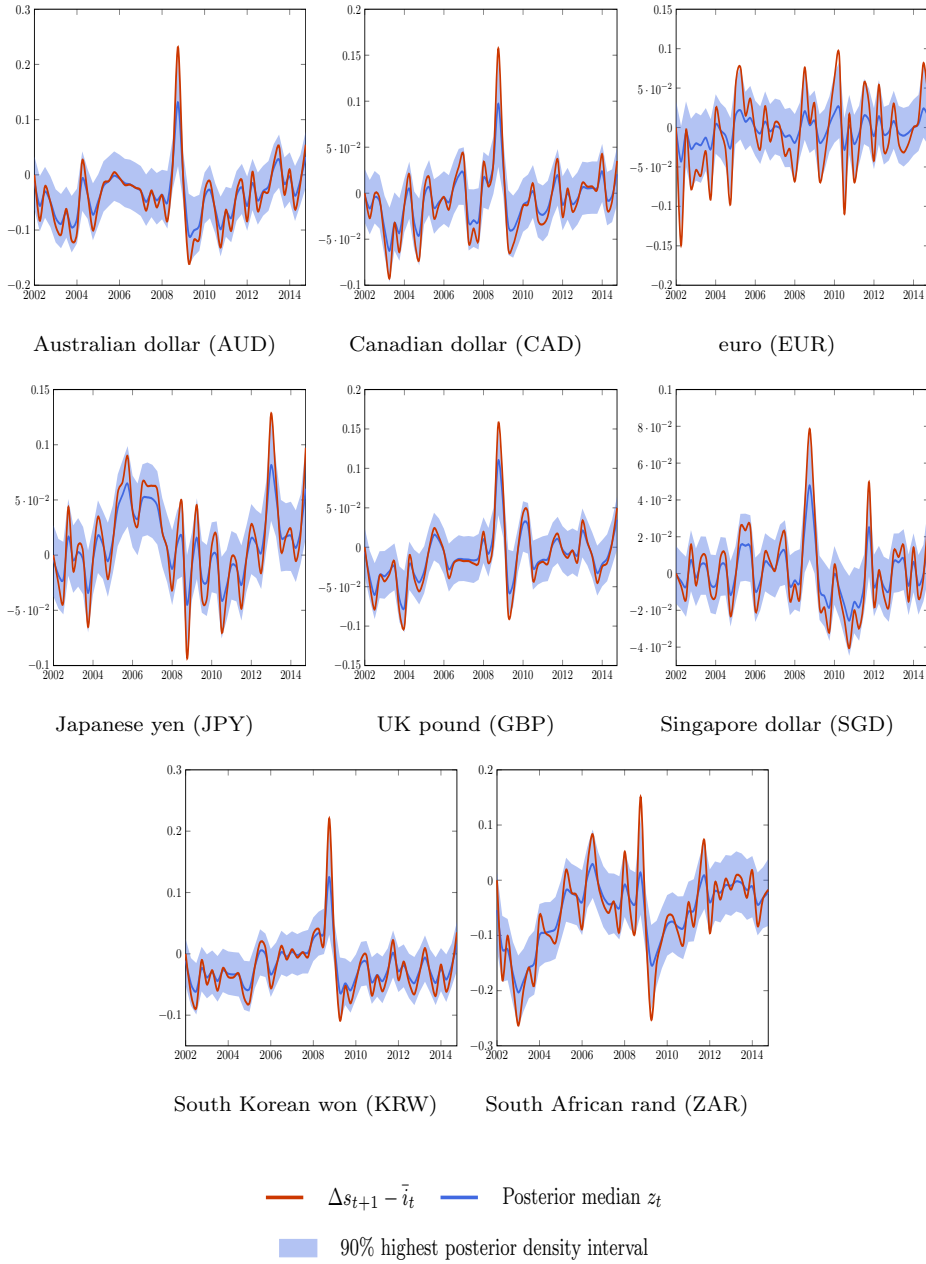 0.3
0.2
0.1
0
−0.1
−0.2
2002 2004 2006 2008 2010 2012 2014
Australian dollar (AUD)
0.2
0.15
0.1
5 · 10⁻²
0
−5 · 10⁻²
−0.1
2002 2004 2006 2008 2010 2012 2014
Canadian dollar (CAD)
0.15
0.1
5 · 10⁻²
0
−5 · 10⁻²
−0.1
−0.15
−0.2
2002 2004 2006 2008 2010 2012 2014
euro (EUR)
0.15
0.1
5 · 10⁻²
0
−5 · 10⁻²
−0.1
2002 2004 2006 2008 2010 2012 2014
Japanese yen (JPY)
0.2
0.15
0.1
5 · 10⁻²
0
−5 · 10⁻²
−0.1
−0.15
2002 2004 2006 2008 2010 2012 2014
UK pound (GBP)
0.1
8 · 10⁻²
6 · 10⁻²
4 · 10⁻²
2 · 10⁻²
0
−2 · 10⁻²
−4 · 10⁻²
2002 2004 2006 2008 2010 2012 2014
Singapore dollar (SGD)
0.3
0.2
0.1
0
−0.1
2002 2004 2006 2008 2010 2012 2014
South Korean won (KRW)
0.2
0.1
0
−0.1
−0.2
−0.3
2002 2004 2006 2008 2010 2012 2014
South African rand (ZAR)
Δsₜ₊₁ − īₜ Posterior median zₜ
90% highest posterior density interval